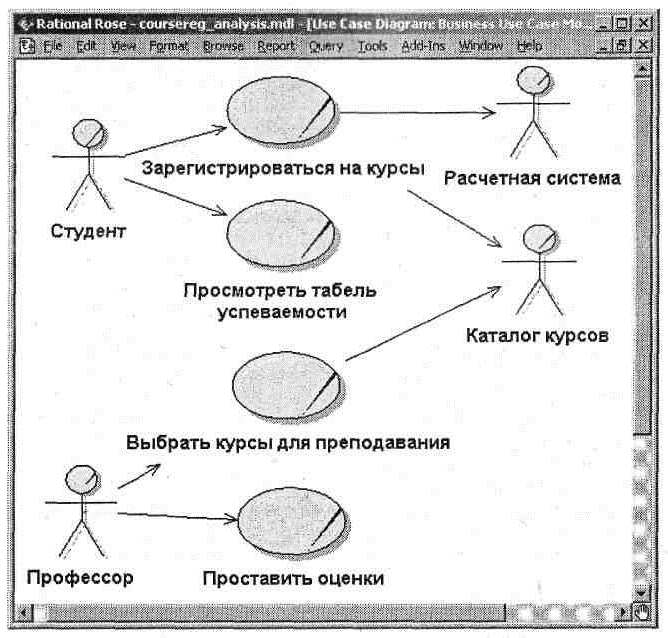 Rational Rose - coursereg_analysis.mdl - [Use Case Diagram: Business Use Case Mo...
File Edit View Format Browse Report Query Tools Add-Ins Window Help
Зарегистрироваться на курсы
Расчетная система
Студент
Просмотреть табель
успеваемости
Каталог курсов
Выбрать курсы для преподавания
Профессор
Проставить оценки